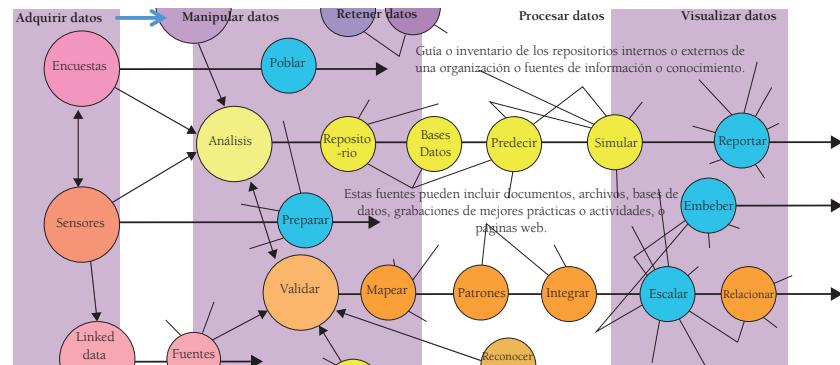 Adquirir datos
Manipular datos
Retener datos
Procesar datos
Visualizar datos
Guía o inventario de los repositorios internos o externos de
una organización o fuentes de información o conocimiento.
Encuestas
Poblar
Análisis
Reposito
-rio
Bases
Datos
Predecir
Simular
Reportar
Estas fuentes pueden incluir documentos, archivos, bases de
datos, grabaciones de mejores prácticas o actividades, o
páginas web.
Sensores
Preparar
Embeber
Validar
Mapear
Patrones
Integrar
Escalar
Relacionar
Linked
data
Fuentes
Reconocer